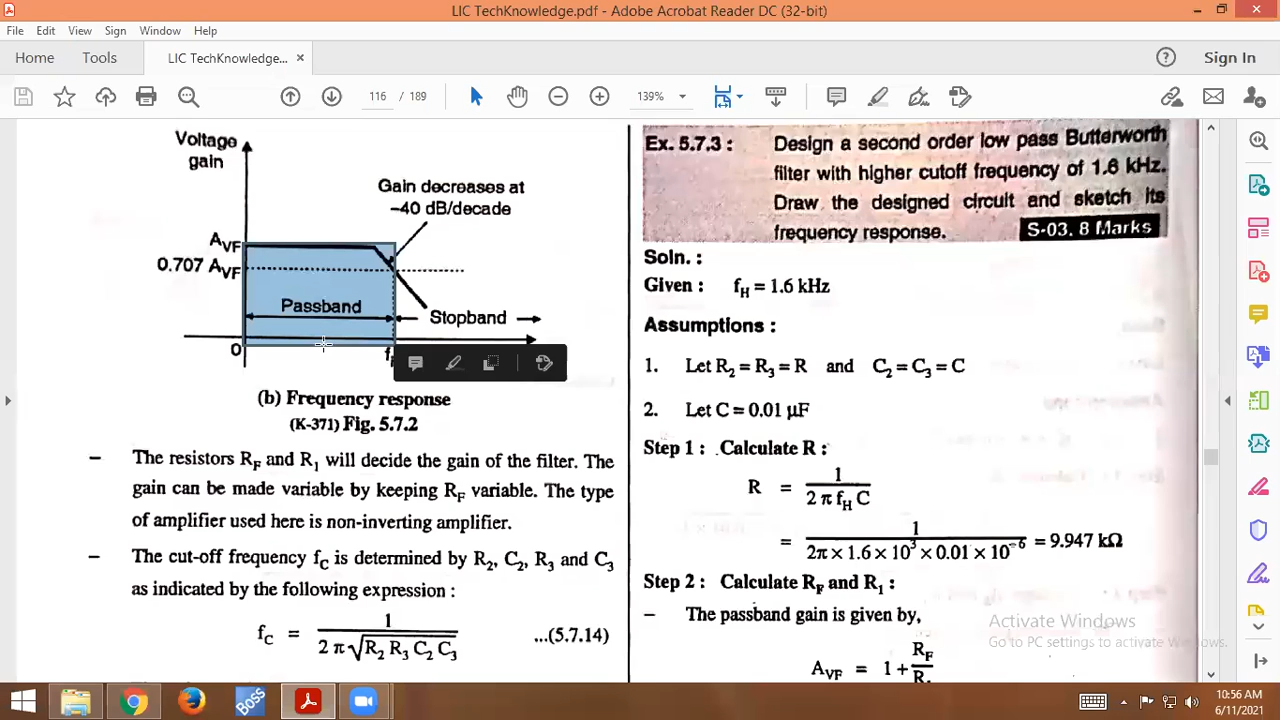 LIC TechKnowledge.pdf - Adobe Acrobat Reader DC (32-bit)
File Edit View Sign Window Help
Home Tools LIC TechKnowledge... × Sign In
116 / 189 139%
Voltage
gain
Gain decreases at
–40 dB/decade
A_VF
0.707 A_VF
Passband
Stopband
0
(b) Frequency response
(K-371) Fig. 5.7.2
– The resistors R_F and R_1 will decide the gain of the filter. The
gain can be made variable by keeping R_F variable. The type
of amplifier used here is non-inverting amplifier.
– The cut-off frequency f_C is determined by R_2, C_2, R_3 and C_3
as indicated by the following expression :
f_C = 1 / 2 π √R_2 R_3 C_2 C_3 ...(5.7.14)
Ex. 5.7.3 : Design a second order low pass Butterworth
filter with higher cutoff frequency of 1.6 kHz.
Draw the designed circuit and sketch its
frequency response. S-03, 8 Marks
Soln. :
Given : f_H = 1.6 kHz
Assumptions :
1. Let R_2 = R_3 = R and C_2 = C_3 = C
2. Let C = 0.01 μF
Step 1 : Calculate R :
R = 1 / 2 π f_H C
= 1 / 2π × 1.6 × 10^3 × 0.01 × 10^-6 = 9.947 kΩ
Step 2 : Calculate R_F and R_1 :
– The passband gain is given by,
A_VF = 1 + R_F / R
Activate Windows
Go to PC settings to activate Windows.
BOSS
10:56 AM
6/11/2021